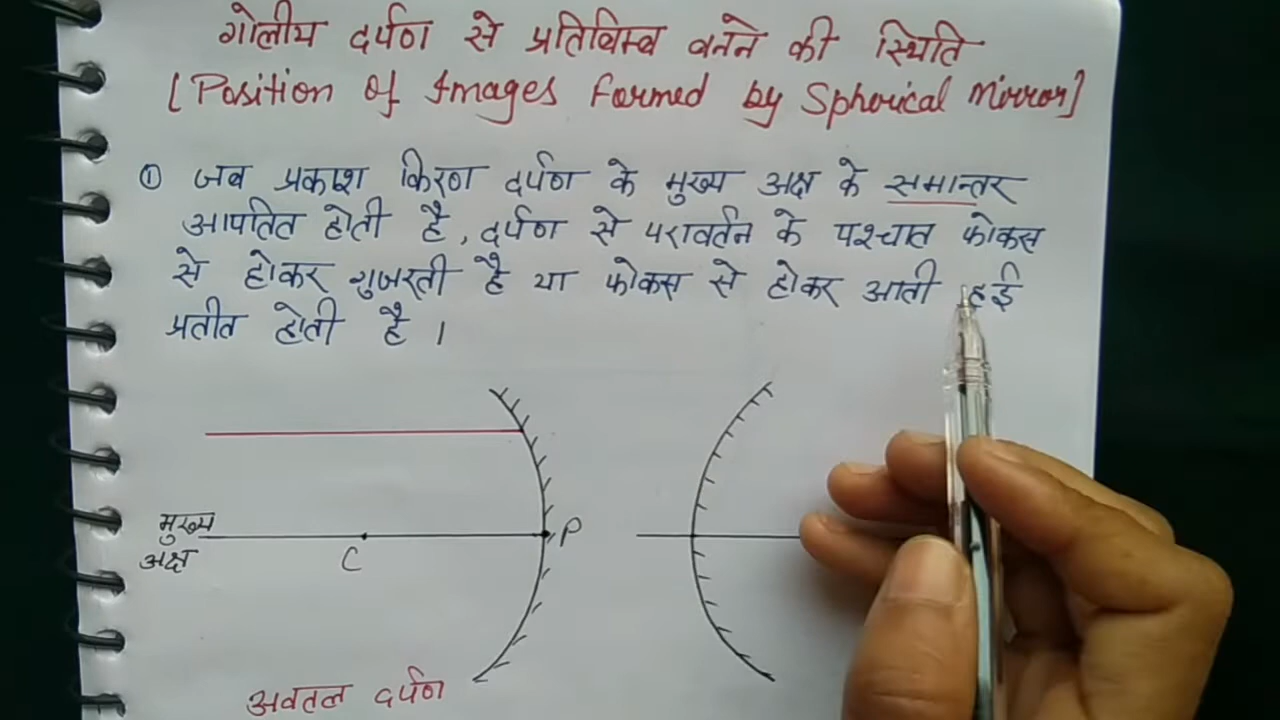 गोलीय दर्पण से प्रतिबिम्ब बनने की स्थिति
[Position of Images formed by Spherical Mirror]
① जब प्रकाश किरण दर्पण के मुख्य अक्ष के समान्तर
आपतित होती है, दर्पण से परावर्तन के पश्चात फोकस
से होकर गुजरती है या फोकस से होकर आती हुई
प्रतीत होती है ।
मुख्य
अक्ष
C
P
अवतल दर्पण